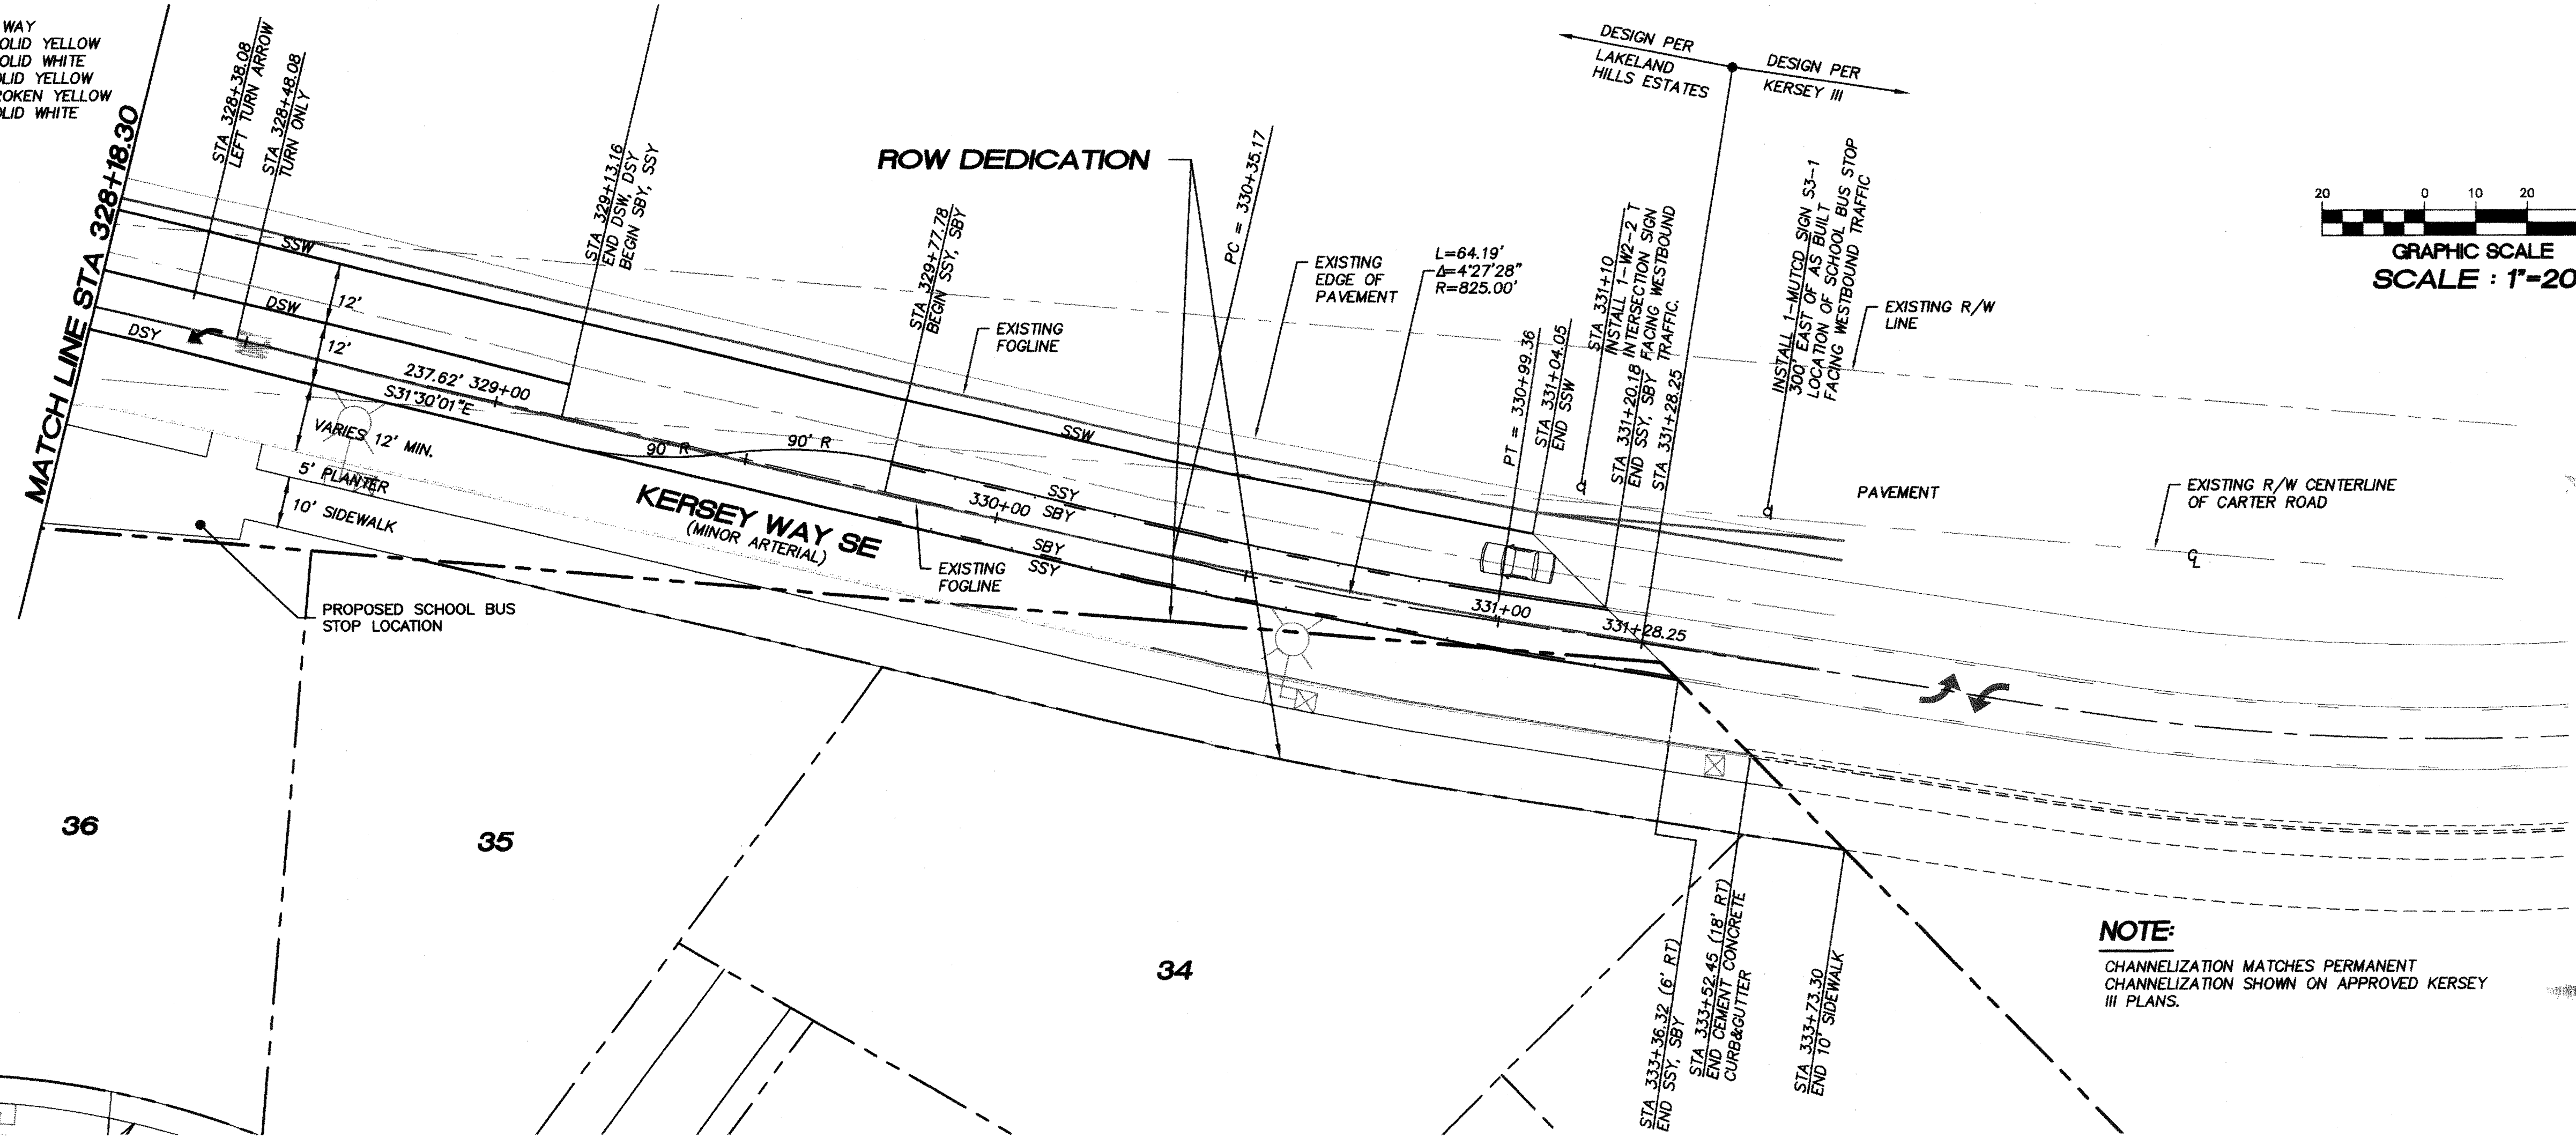 WAY
OLID YELLOW
OLID WHITE
LID YELLOW
ROKEN YELLOW
OLID WHITE
MATCH LINE STA 328+18.30
STA 328+38.08
LEFT TURN ARROW
STA 328+48.08
TURN ONLY
STA 329+13.16
END DSW, DSY
BEGIN SBY, SSY
ROW DEDICATION
STA 329+77.78
BEGIN SSY, SBY
PC = 330+35.17
EXISTING
EDGE OF
PAVEMENT
L=64.19'
Δ=4°27'28"
R=825.00'
DESIGN PER
LAKELAND
HILLS ESTATES
DESIGN PER
KERSEY III
PT = 330+99.36
STA 331+04.05
END SSW
STA 331+10
INSTALL 1-W2-2 T
INTERSECTION SIGN
FACING WESTBOUND
TRAFFIC.
STA 331+20.18
END SSY, SBY
STA 331+28.25
INSTALL 1-MUTCD SIGN S3-1
300' EAST OF AS BUILT
LOCATION OF SCHOOL BUS STOP
FACING WESTBOUND TRAFFIC
EXISTING R/W
LINE
20 0 10 20
GRAPHIC SCALE
SCALE : 1"=20
SSW
DSW
DSY
12'
12'
237.62' 329+00
S31°30'01"E
VARIES 12' MIN.
5' PLANTER
10' SIDEWALK
EXISTING
FOGLINE
90' R
90' R
SSW
SSY
SBY
330+00
SBY
SSY
KERSEY WAY SE
(MINOR ARTERIAL)
EXISTING
FOGLINE
331+00
331+28.25
PAVEMENT
EXISTING R/W CENTERLINE
OF CARTER ROAD
CL
PROPOSED SCHOOL BUS
STOP LOCATION
36
35
34
STA 333+36.32 (6' RT)
END SSY, SBY
STA 333+52.45 (18' RT)
END CEMENT CONCRETE
CURB&GUTTER
STA 333+73.30
END 10' SIDEWALK
NOTE:
CHANNELIZATION MATCHES PERMANENT
CHANNELIZATION SHOWN ON APPROVED KERSEY
III PLANS.